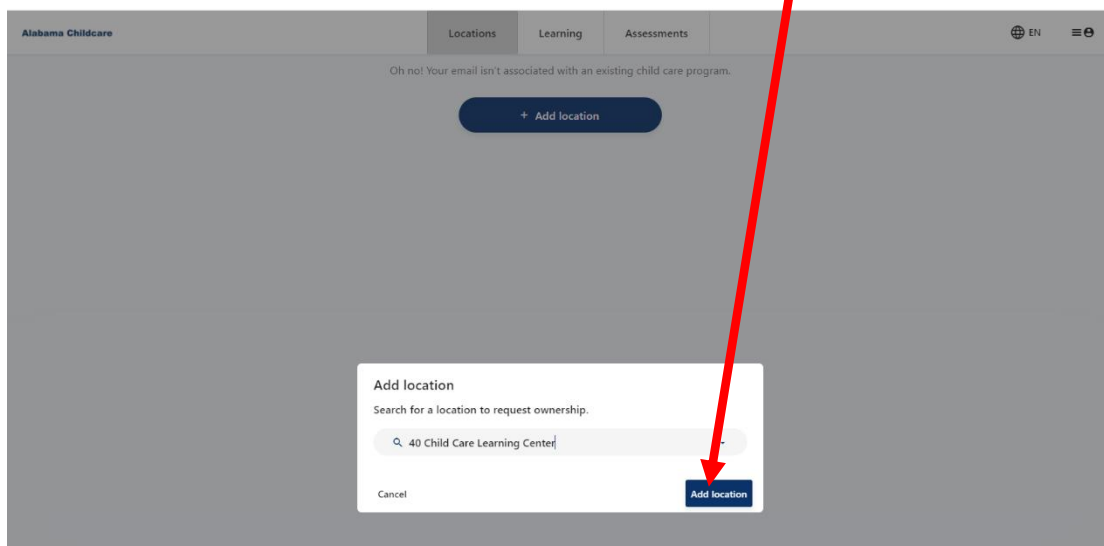 Alabama Childcare
Locations
Learning
Assessments
EN
Oh no! Your email isn't associated with an existing child care program.
+ Add location
Add location
Search for a location to request ownership.
40 Child Care Learning Center
Cancel
Add location